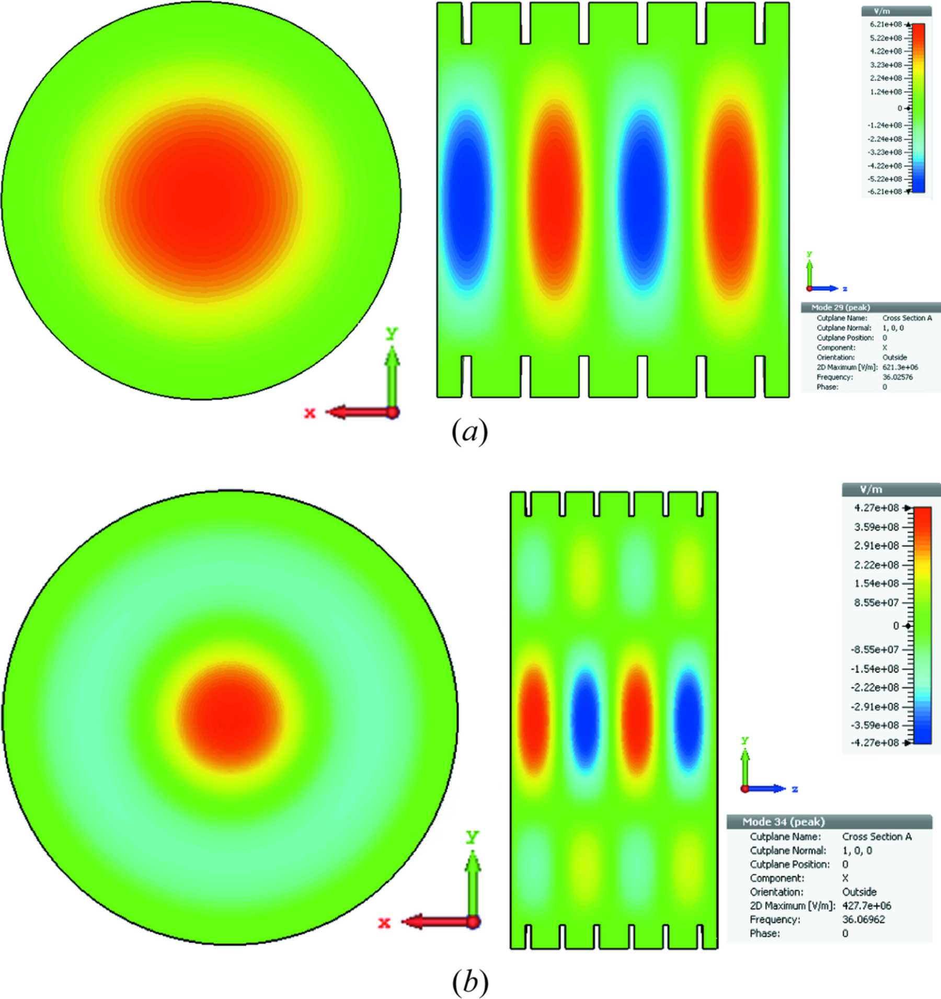 V/m
6.21e+08
5.22e+08
4.22e+08
3.23e+08
2.24e+08
1.24e+08
0
-1.24e+08
-2.24e+08
-3.23e+08
-4.22e+08
-5.22e+08
-6.21e+08
y
z
Mode 29 (peak)
Cutplane Name: Cross Section A
Cutplane Normal: 1, 0, 0
Cutplane Position: 0
Component: X
Orientation: Outside
2D Maximum [V/m]: 621.3e+06
Frequency: 36.02576
Phase: 0
y
x
(a)
V/m
4.27e+08
3.59e+08
2.91e+08
2.22e+08
1.54e+08
8.55e+07
0
-8.55e+07
-1.54e+08
-2.22e+08
-2.91e+08
-3.59e+08
-4.27e+08
y
z
Mode 34 (peak)
Cutplane Name: Cross Section A
Cutplane Normal: 1, 0, 0
Cutplane Position: 0
Component: X
Orientation: Outside
2D Maximum [V/m]: 427.7e+06
Frequency: 36.06962
Phase: 0
y
x
(b)